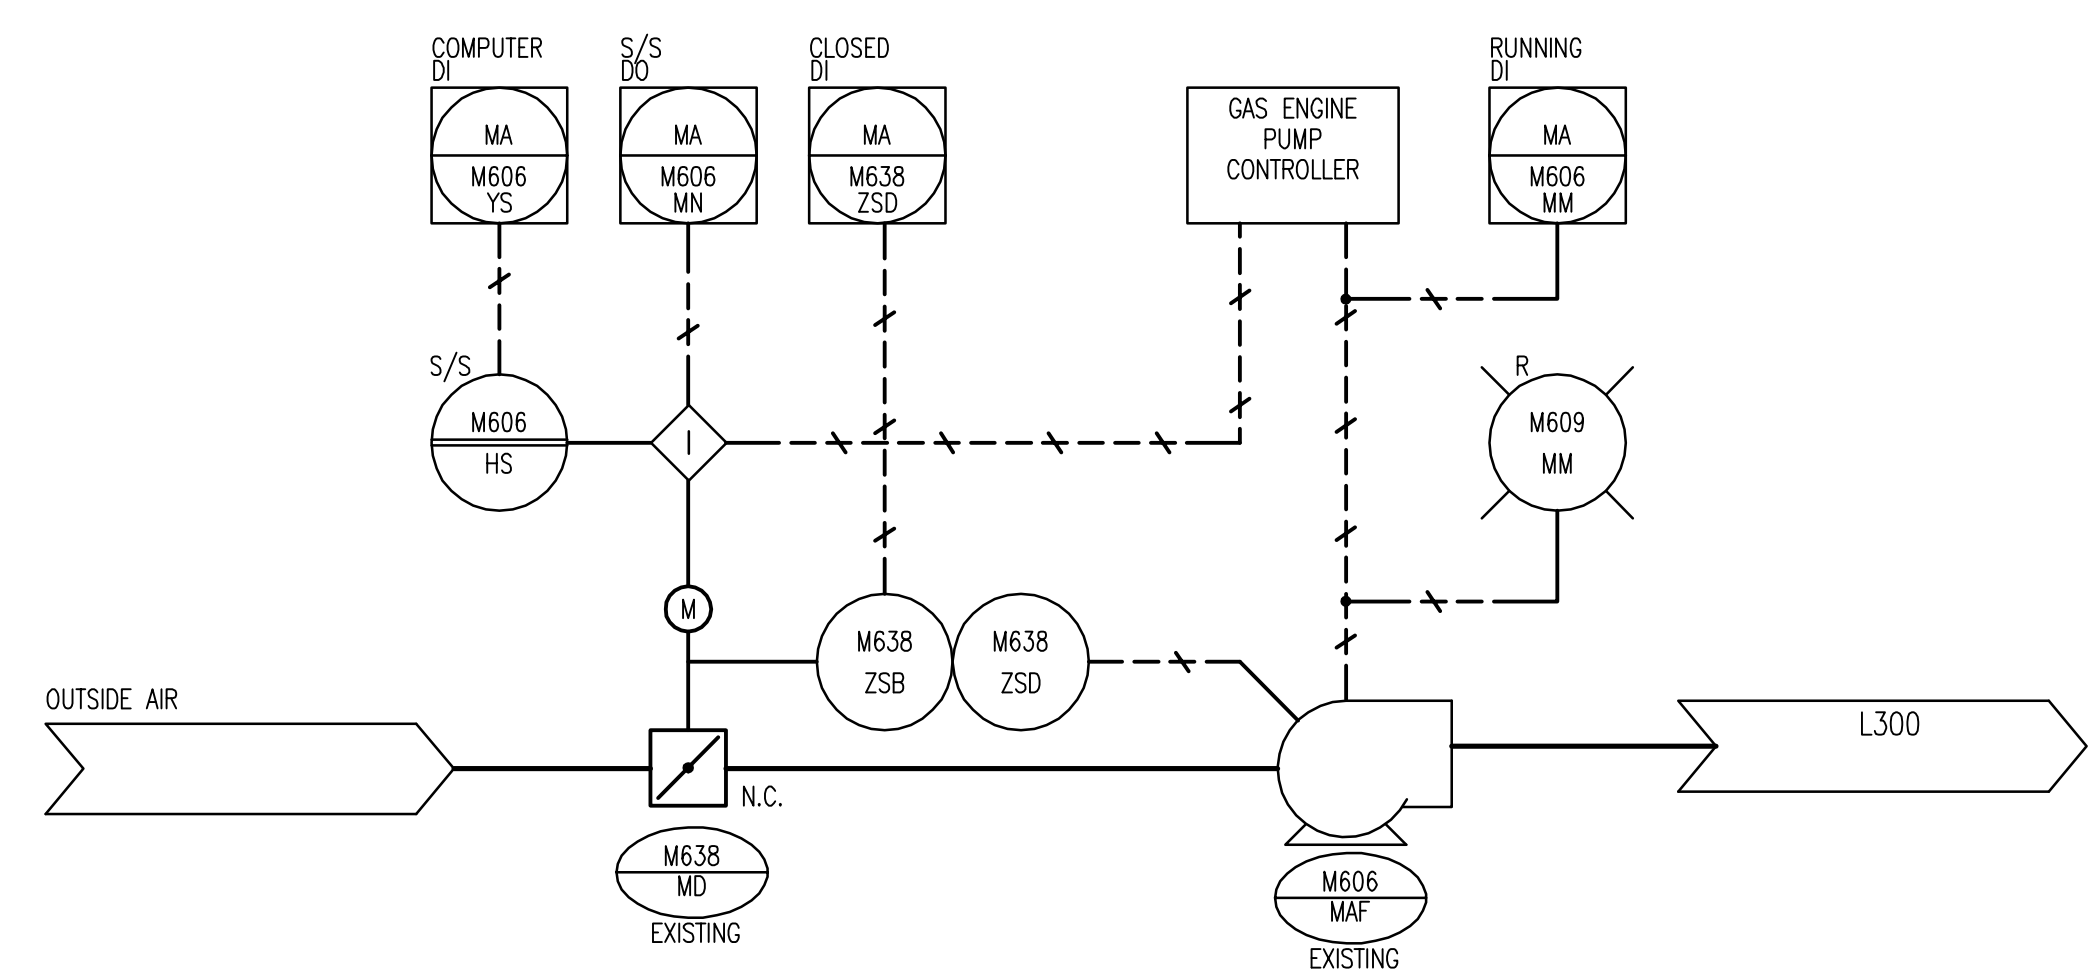 COMPUTER
DI
MA
M606
YS
S/S
DO
MA
M606
MN
CLOSED
DI
MA
M638
ZSD
GAS ENGINE
PUMP
CONTROLLER
RUNNING
DI
MA
M606
MM
S/S
M606
HS
I
R
M609
MM
M
M638
ZSB
M638
ZSD
OUTSIDE AIR
L300
N.C.
M638
MD
EXISTING
M606
MAF
EXISTING